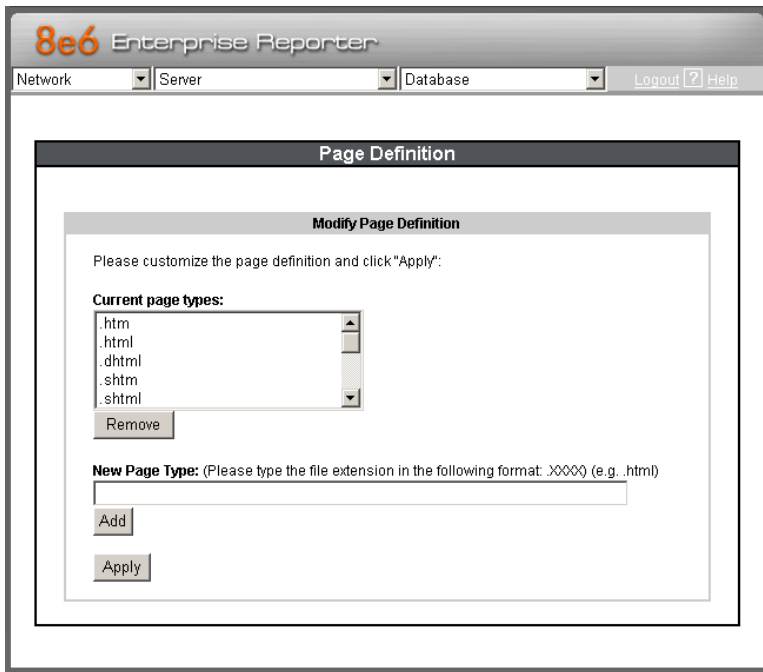 8e6 Enterprise Reporter
Network Server Database Logout ? Help
Page Definition
Modify Page Definition
Please customize the page definition and click "Apply":
Current page types:
.htm
.html
.dhtml
.shtm
.shtml
Remove
New Page Type: (Please type the file extension in the following format: .XXXX) (e.g. .html)
Add
Apply